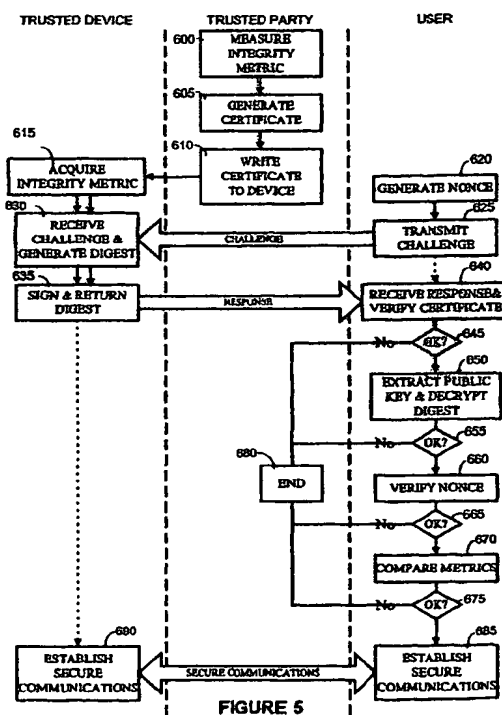 TRUSTED DEVICE
TRUSTED PARTY
USER
600
MEASURE
INTEGRITY
METRIC
605
GENERATE
CERTIFICATE
610
WRITE
CERTIFICATE
TO DEVICE
615
ACQUIRE
INTEGRITY METRIC
620
GENERATE NONCE
625
TRANSMIT
CHALLENGE
CHALLENGE
630
RECEIVE
CHALLENGE &
GENERATE DIGEST
635
SIGN & RETURN
DIGEST
RESPONSE
640
RECEIVE RESPONSE&
VERIFY CERTIFICATE
645
OK?
No
650
EXTRACT PUBLIC
KEY & DECRYPT
DIGEST
655
OK?
No
680
END
660
VERIFY NONCE
665
OK?
No
670
COMPARE METRICS
675
OK?
No
690
ESTABLISH
SECURE
COMMUNICATIONS
SECURE COMMUNICATIONS
685
ESTABLISH
SECURE
COMMUNICATIONS
FIGURE 5